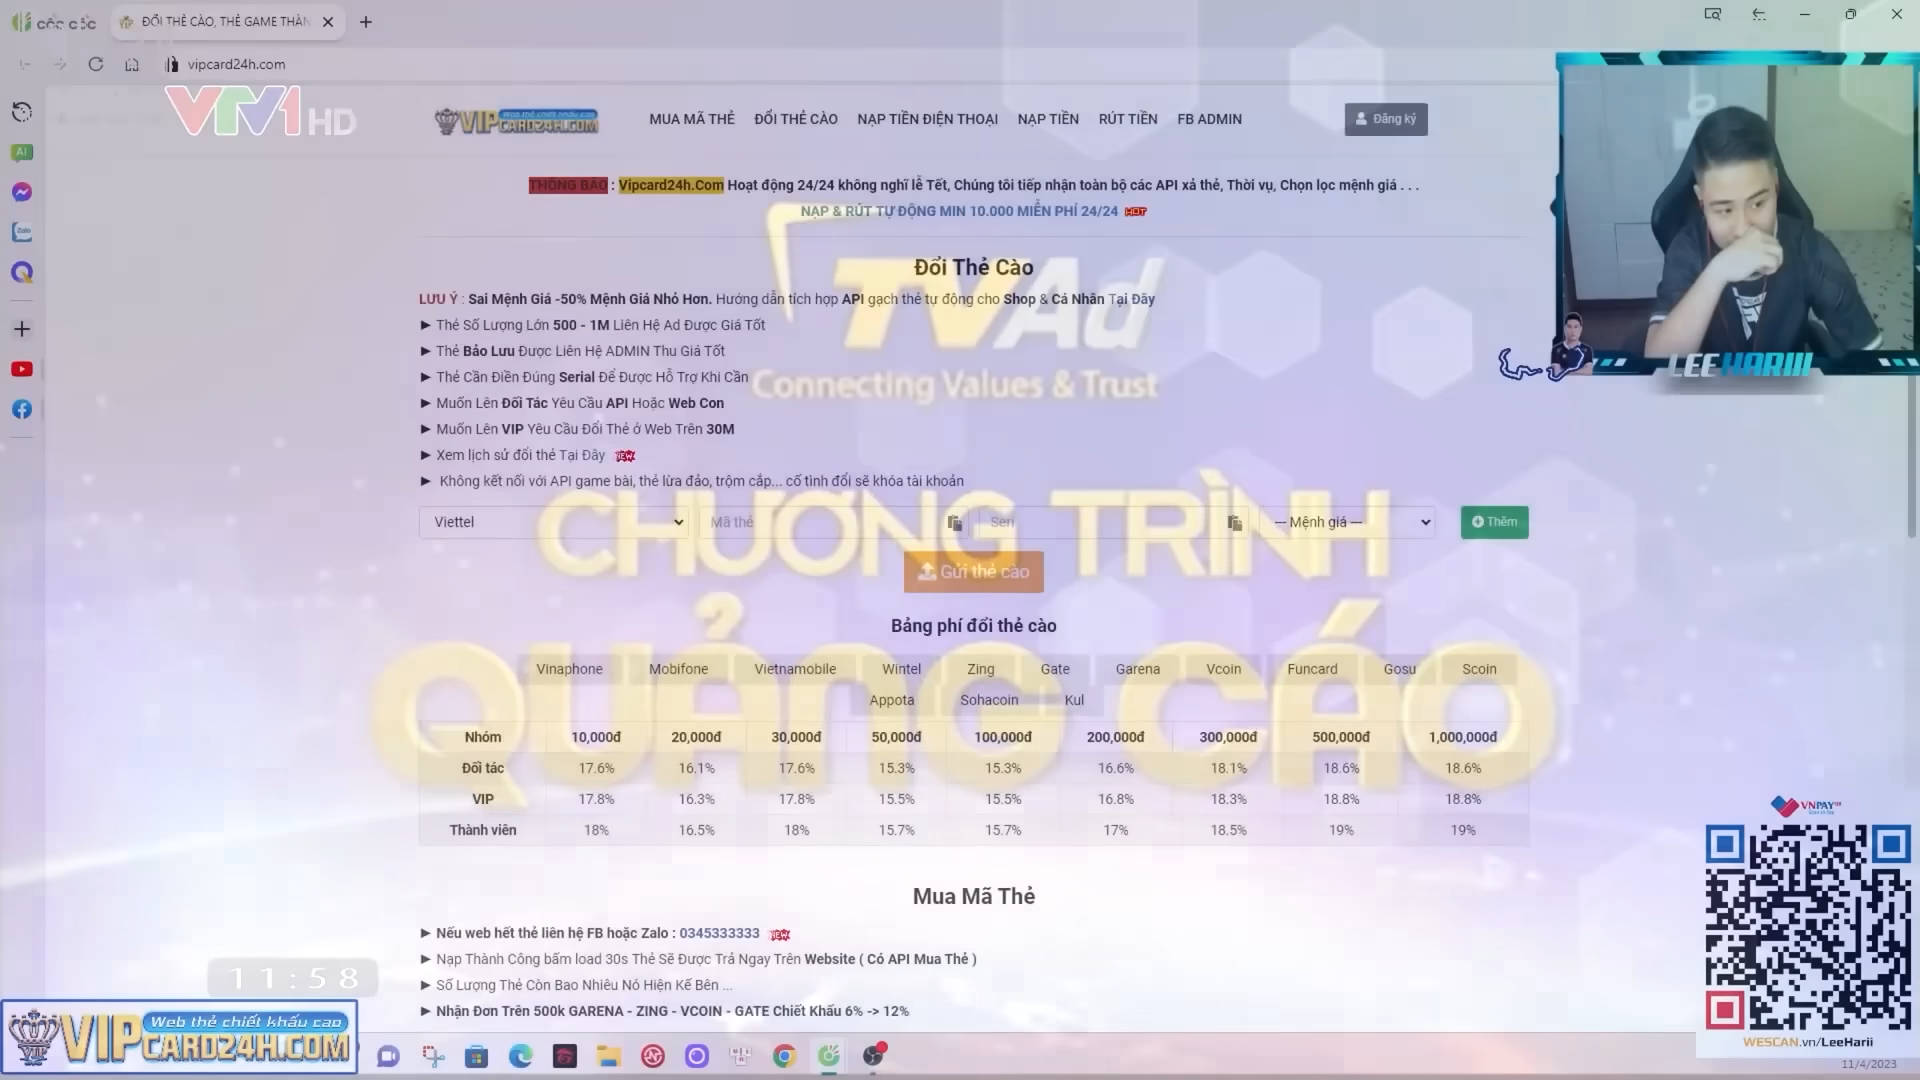 cốc cốc
ĐỔI THẺ CÀO, THẺ GAME THÀN
vipcard24h.com
VTV1 HD
VIPCARD24H.COM
Web thẻ chiết khấu cao
MUA MÃ THẺ ĐỔI THẺ CÀO NẠP TIỀN ĐIỆN THOẠI NẠP TIỀN RÚT TIỀN FB ADMIN
Đăng ký
THÔNG BÁO : Vipcard24h.Com Hoạt động 24/24 không nghĩ lễ Tết, Chúng tôi tiếp nhận toàn bộ các API xả thẻ, Thời vụ, Chọn lọc mệnh giá . . .
NẠP & RÚT TỰ ĐỘNG MIN 10.000 MIỄN PHÍ 24/24 HOT
TVAd
Connecting Values & Trust
CHƯƠNG TRÌNH
QUẢNG CÁO
Đổi Thẻ Cào
LƯU Ý : Sai Mệnh Giá -50% Mệnh Giá Nhỏ Hơn. Hướng dẫn tích hợp API gạch thẻ tự động cho Shop & Cá Nhân Tại Đây
► Thẻ Số Lượng Lớn 500 - 1M Liên Hệ Ad Được Giá Tốt
► Thẻ Bảo Lưu Được Liên Hệ ADMIN Thu Giá Tốt
► Thẻ Cần Điền Đúng Serial Để Được Hỗ Trợ Khi Cần
► Muốn Lên Đối Tác Yêu Cầu API Hoặc Web Con
► Muốn Lên VIP Yêu Cầu Đổi Thẻ ở Web Trên 30M
► Xem lịch sử đổi thẻ Tại Đây NEW
► Không kết nối với API game bài, thẻ lừa đảo, trộm cắp... cố tình đổi sẽ khóa tài khoản
Viettel Mã thẻ Seri --- Mệnh giá --- Thêm
Gửi thẻ cào
Bảng phí đổi thẻ cào
Vinaphone Mobifone Vietnamobile Wintel Zing Gate Garena Vcoin Funcard Gosu Scoin
Appota Sohacoin Kul
Nhóm 10,000đ 20,000đ 30,000đ 50,000đ 100,000đ 200,000đ 300,000đ 500,000đ 1,000,000đ
Đối tác 17.6% 16.1% 17.6% 15.3% 15.3% 16.6% 18.1% 18.6% 18.6%
VIP 17.8% 16.3% 17.8% 15.5% 15.5% 16.8% 18.3% 18.8% 18.8%
Thành viên 18% 16.5% 18% 15.7% 15.7% 17% 18.5% 19% 19%
Mua Mã Thẻ
► Nếu web hết thẻ liên hệ FB hoặc Zalo : 0345333333 NEW
► Nạp Thành Công bấm load 30s Thẻ Sẽ Được Trả Ngay Trên Website ( Có API Mua Thẻ )
► Số Lượng Thẻ Còn Bao Nhiêu Nó Hiện Kế Bên ...
► Nhận Đơn Trên 500k GARENA - ZING - VCOIN - GATE Chiết Khấu 6% -> 12%
11:58
Web thẻ chiết khấu cao
VIPCARD24H.COM
LEEHARIII
VNPAY
WESCAN.vn/LeeHarii
11/4/2023